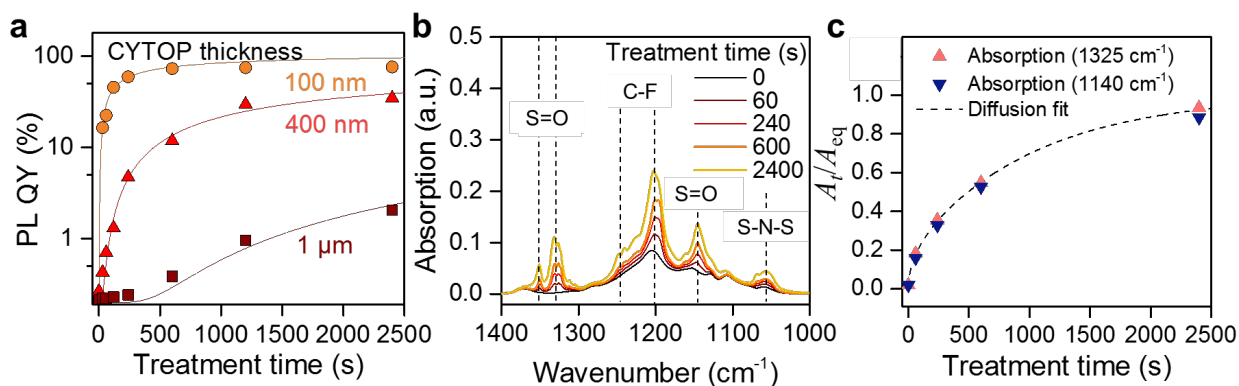 a
CYTOP thickness
100 nm
400 nm
1 µm
100
10
1
PL QY (%)
0 500 1000 1500 2000 2500
Treatment time (s)
b
Treatment time (s)
0
60
240
600
2400
S=O
C-F
S=O
S-N-S
0.5
0.4
0.3
0.2
0.1
0.0
Absorption (a.u.)
1400 1300 1200 1100 1000
Wavenumber (cm⁻¹)
c
Absorption (1325 cm⁻¹)
Absorption (1140 cm⁻¹)
Diffusion fit
1.0
0.8
0.6
0.4
0.2
0.0
Aₜ/A_eq
0 500 1000 1500 2000 2500
Treatment time (s)